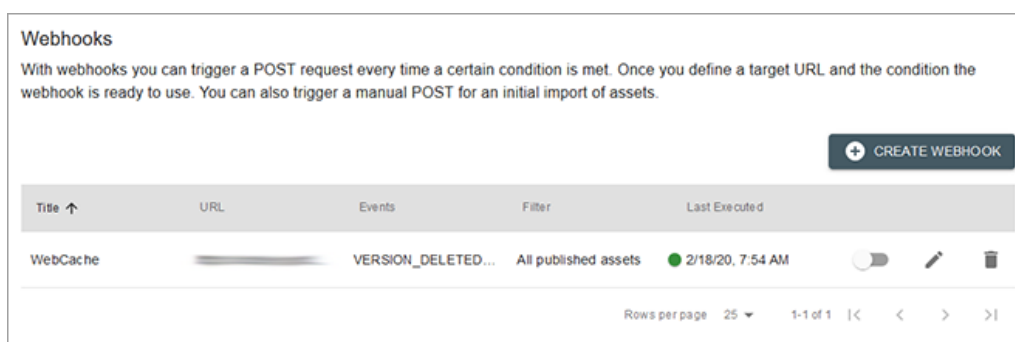 Webhooks
With webhooks you can trigger a POST request every time a certain condition is met. Once you define a target URL and the condition the
webhook is ready to use. You can also trigger a manual POST for an initial import of assets.
CREATE WEBHOOK
Title URL Events Filter Last Executed
WebCache VERSION_DELETED... All published assets 2/18/20, 7:54 AM
Rows per page 25 1-1 of 1